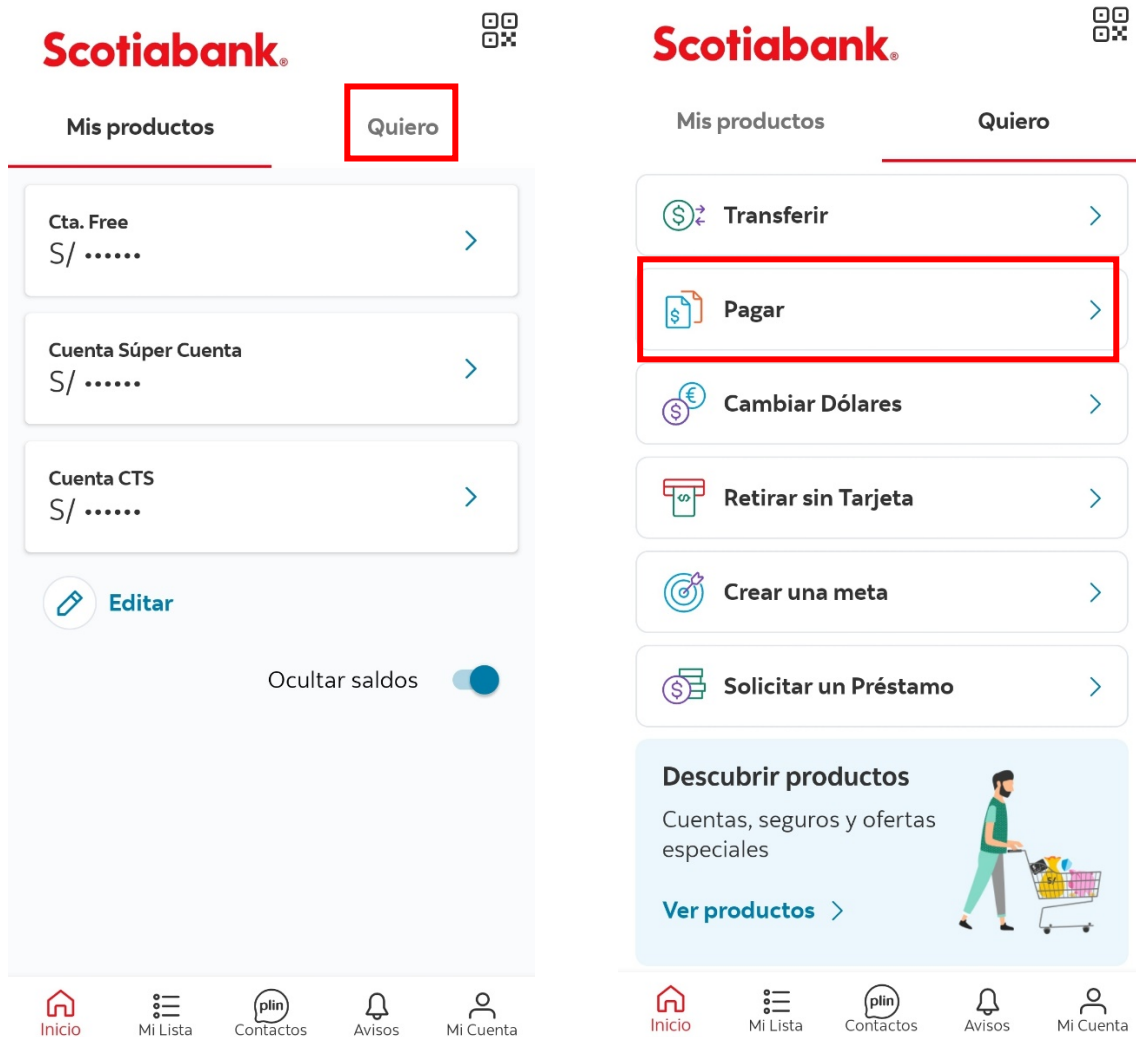 Scotiabank®
Mis productos
Quiero
Cta. Free
S/ ••••••
Cuenta Súper Cuenta
S/ ••••••
Cuenta CTS
S/ ••••••
Editar
Ocultar saldos
Inicio
Mi Lista
plin
Contactos
Avisos
Mi Cuenta
Scotiabank®
Mis productos
Quiero
$
Transferir
$
Pagar
€
$
Cambiar Dólares
Retirar sin Tarjeta
Crear una meta
$
Solicitar un Préstamo
Descubrir productos
Cuentas, seguros y ofertas
especiales
S/
Ver productos
Inicio
Mi Lista
plin
Contactos
Avisos
Mi Cuenta